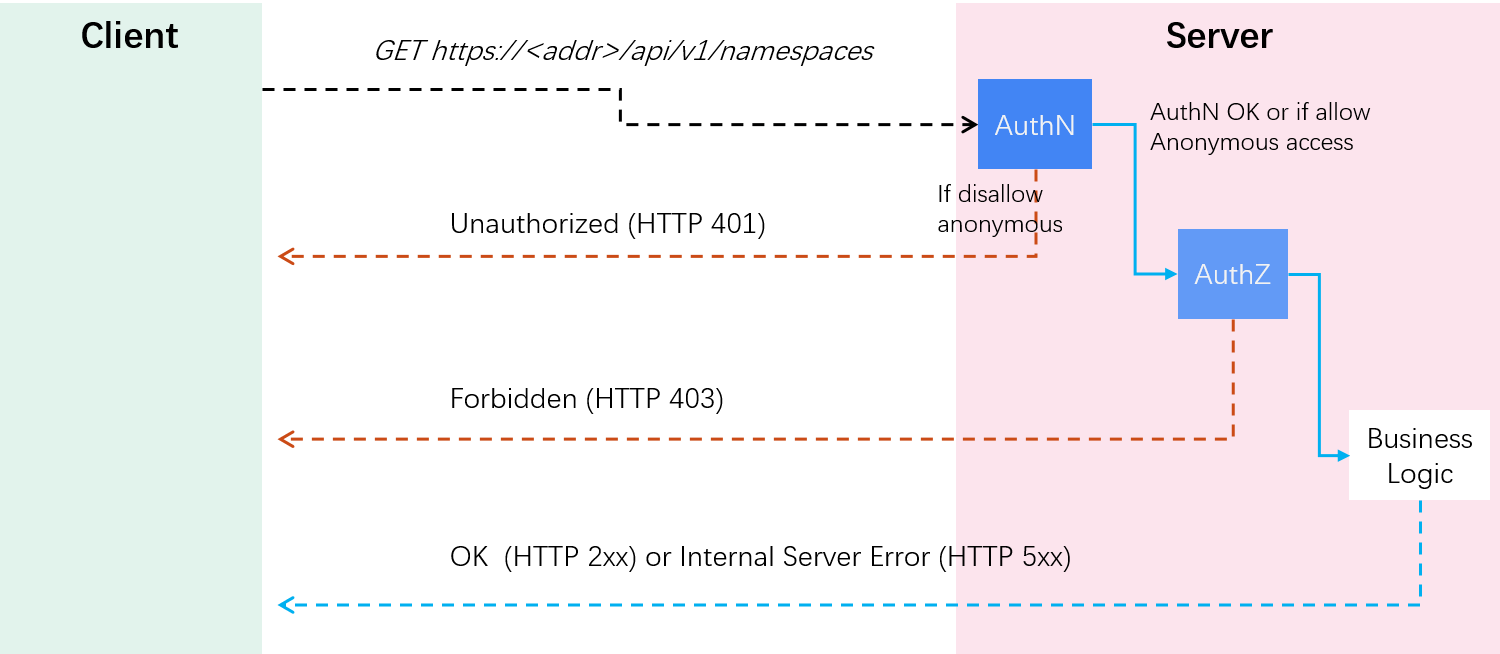 Client
Server
GET https://<addr>/api/v1/namespaces
AuthN
AuthN OK or if allow
Anonymous access
If disallow
anonymous
Unauthorized (HTTP 401)
AuthZ
Forbidden (HTTP 403)
Business
Logic
OK  (HTTP 2xx) or Internal Server Error (HTTP 5xx)